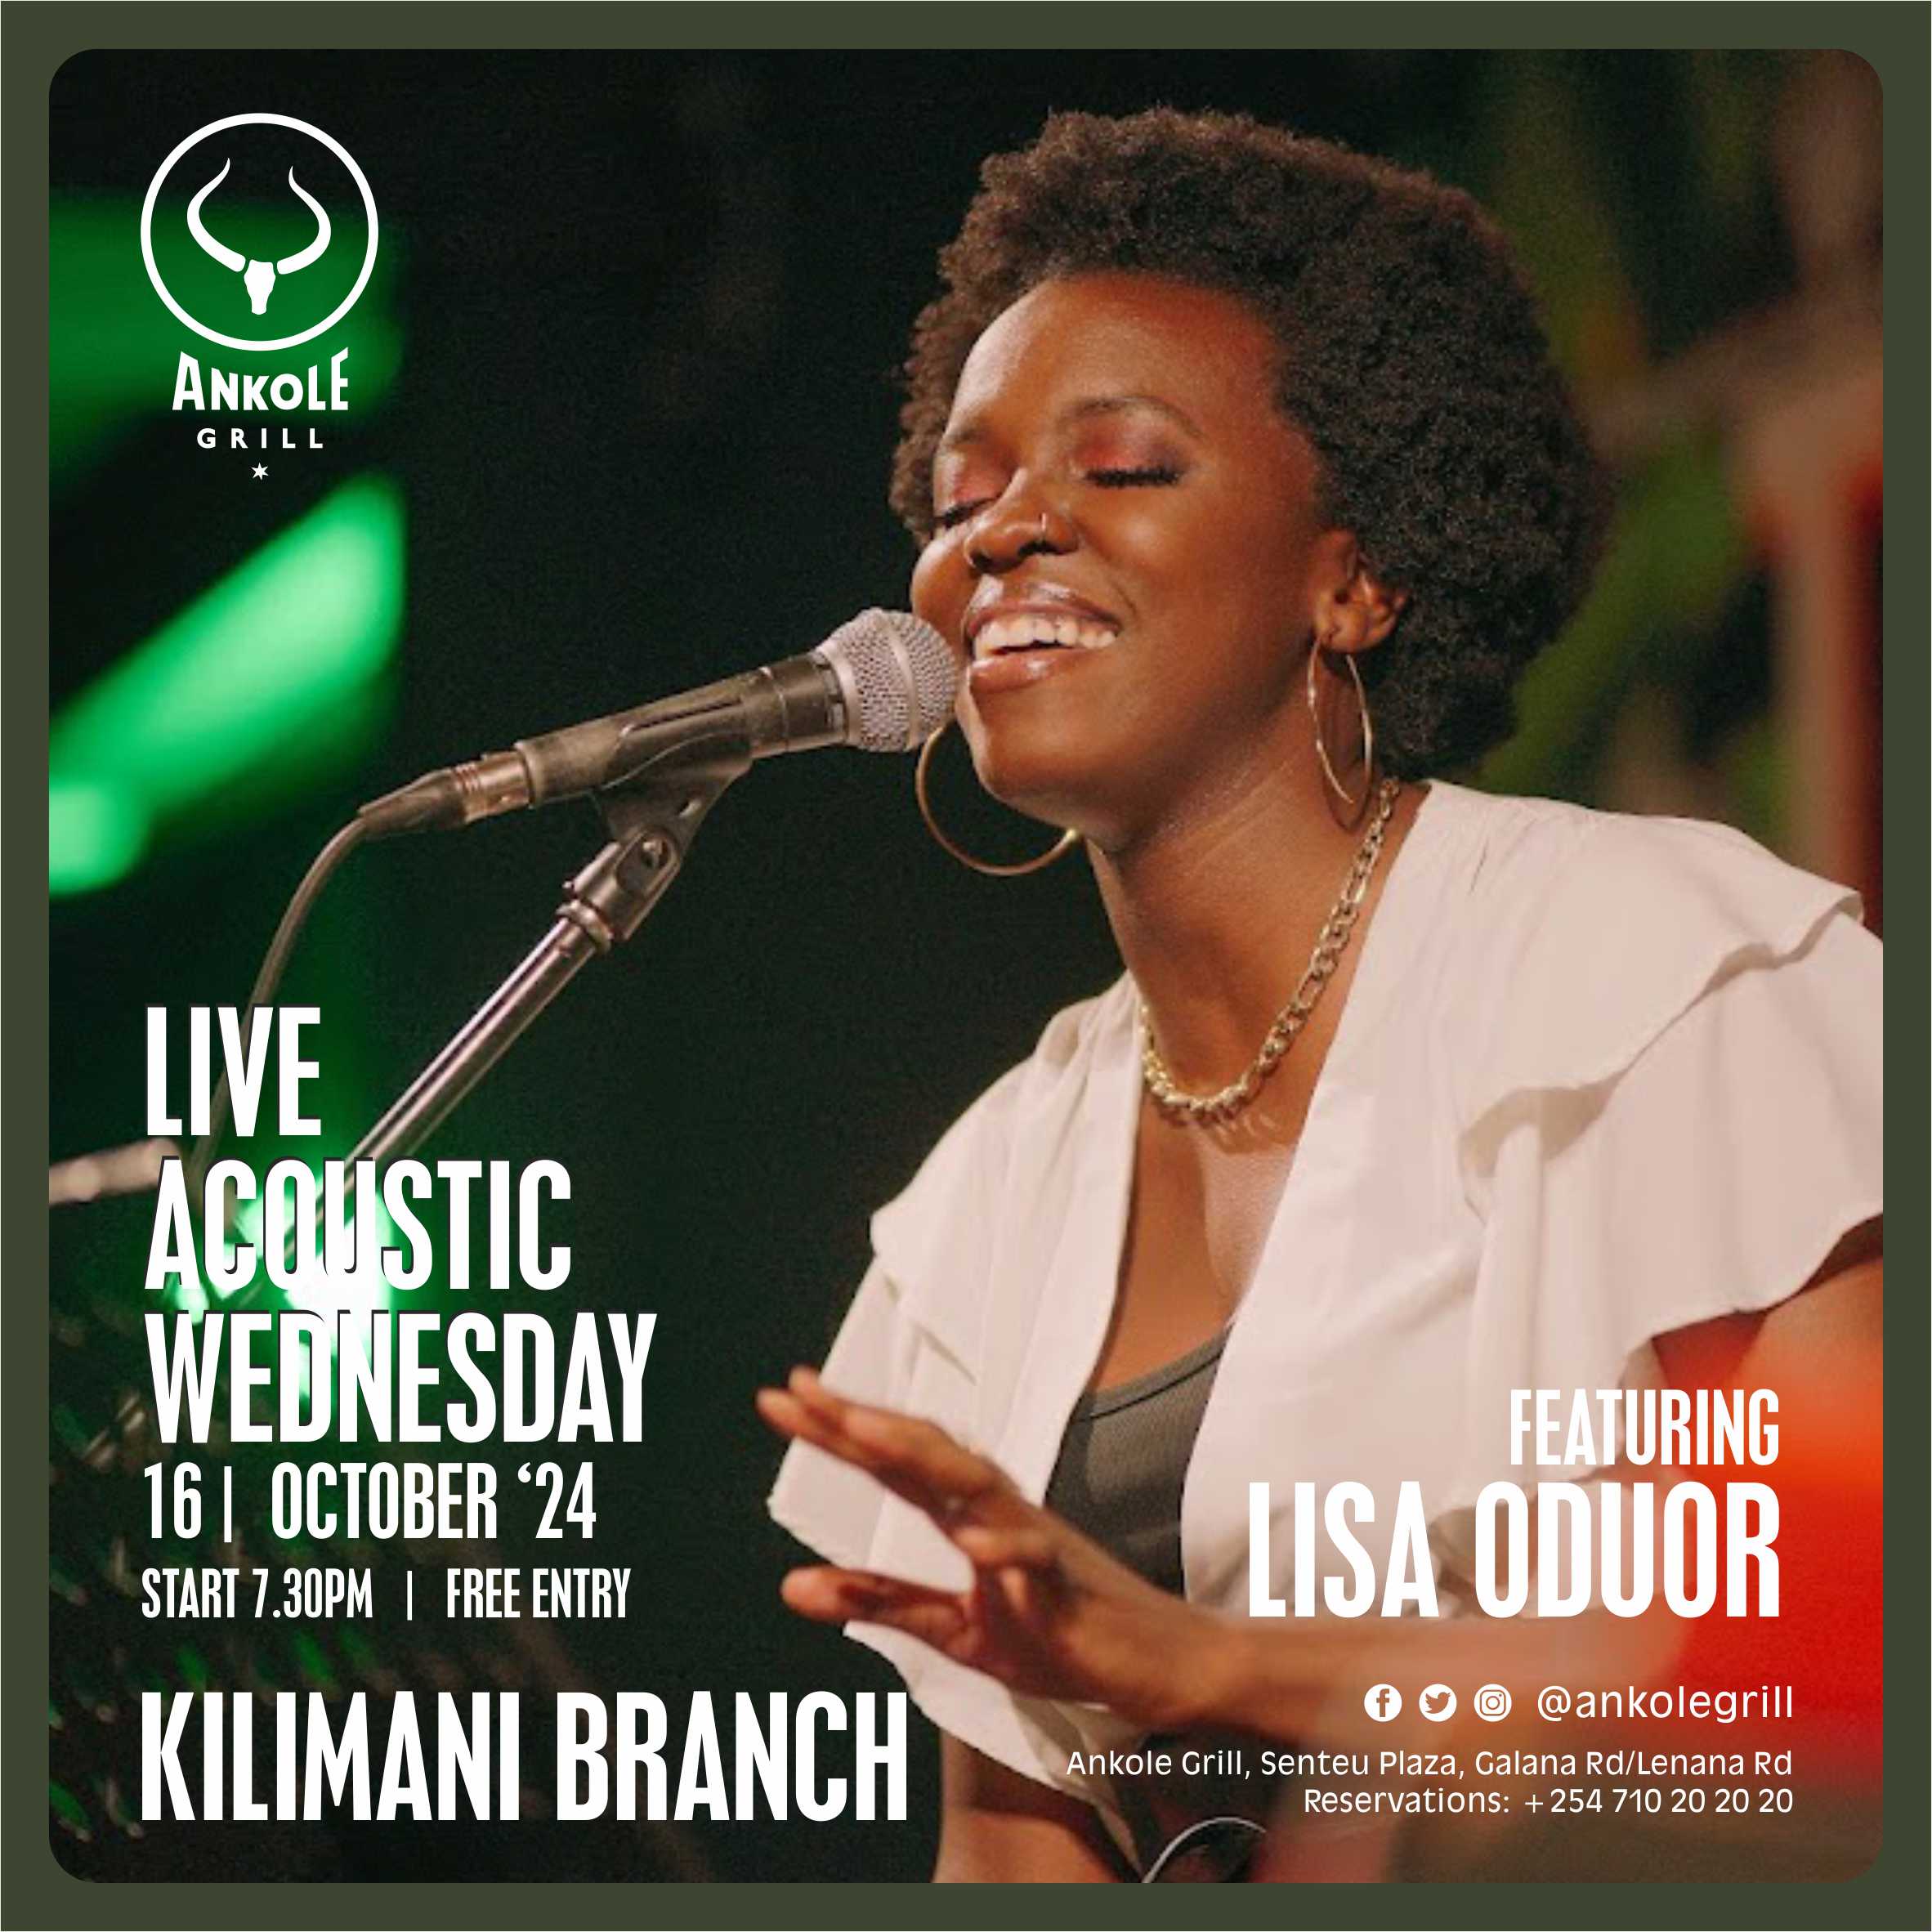 ANKOLE
GRILL
LIVE
ACOUSTIC
WEDNESDAY
16 | OCTOBER ‘24
START 7.30PM | FREE ENTRY
KILIMANI BRANCH
FEATURING
LISA ODUOR
@ankolegrill
Ankole Grill, Senteu Plaza, Galana Rd/Lenana Rd
Reservations: +254 710 20 20 20